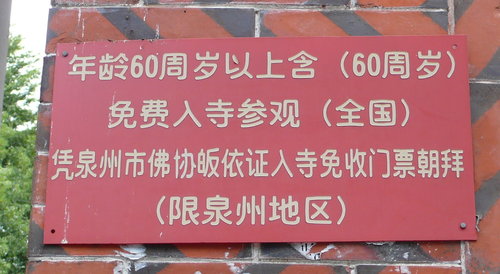 年龄60周岁以上含（60周岁）
免费入寺参观（全国）
凭泉州市佛协皈依证入寺免收门票朝拜
（限泉州地区）